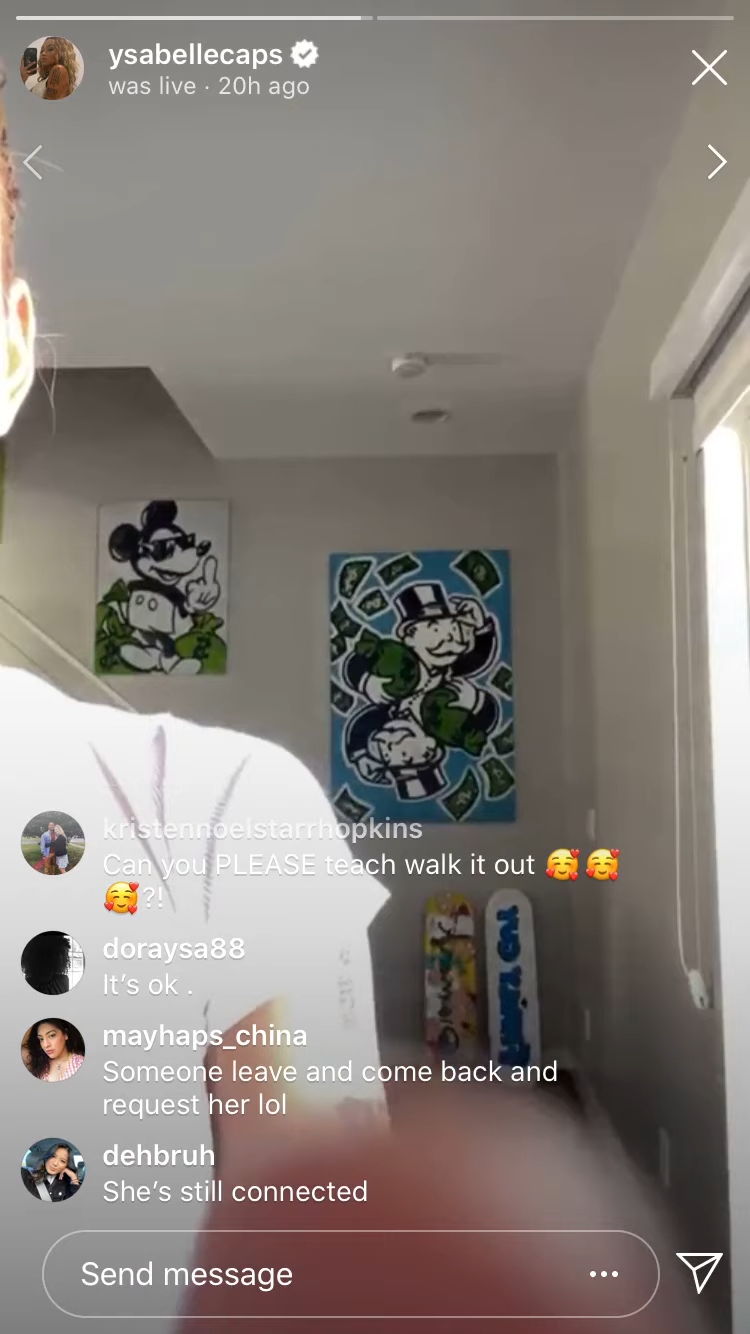 ysabellecaps
was live · 20h ago
kristennoelstarrhopkins
Can you PLEASE teach walk it out 🥰 🥰
🥰?!
doraysa88
It’s ok .
mayhaps_china
Someone leave and come back and
request her lol
dehbruh
She’s still connected
Send message